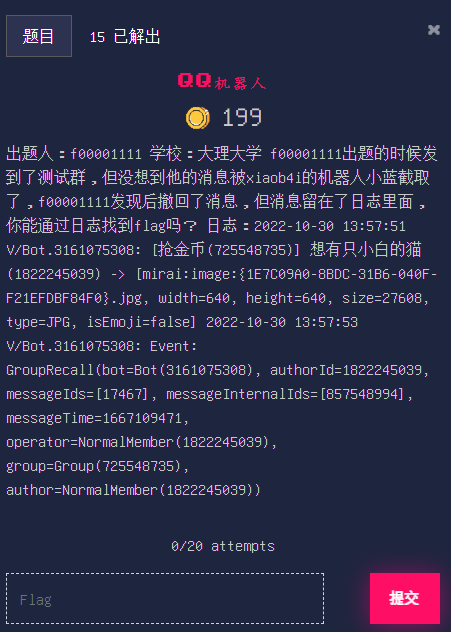 题目 15 已解出 ×
QQ机器人
199
出题人：f00001111 学校：大理大学 f00001111出题的时候发
到了测试群，但没想到他的消息被xiaob4i的机器人小蓝截取
了，f00001111发现后撤回了消息，但消息留在了日志里面，
你能通过日志找到flag吗？ 日志：2022-10-30 13:57:51
V/Bot.3161075308: [抢金币(725548735)] 想有只小白的猫
(1822245039) -> [mirai:image:{1E7C09A0-8BDC-31B6-040F-
F21EFDBF84F0}.jpg, width=640, height=640, size=27608,
type=JPG, isEmoji=false] 2022-10-30 13:57:53
V/Bot.3161075308: Event:
GroupRecall(bot=Bot(3161075308), authorId=1822245039,
messageIds=[17467], messageInternalIds=[857548994],
messageTime=1667109471,
operator=NormalMember(1822245039),
group=Group(725548735),
author=NormalMember(1822245039))
0/20 attempts
Flag 提交